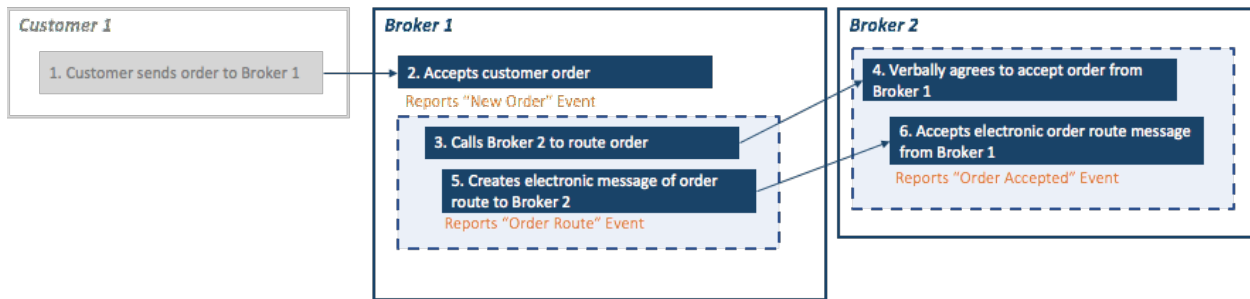 Customer 1
1. Customer sends order to Broker 1
Broker 1
2. Accepts customer order
Reports “New Order” Event
3. Calls Broker 2 to route order
5. Creates electronic message of order
route to Broker 2
Reports “Order Route” Event
Broker 2
4. Verbally agrees to accept order from
Broker 1
6. Accepts electronic order route message
from Broker 1
Reports “Order Accepted” Event